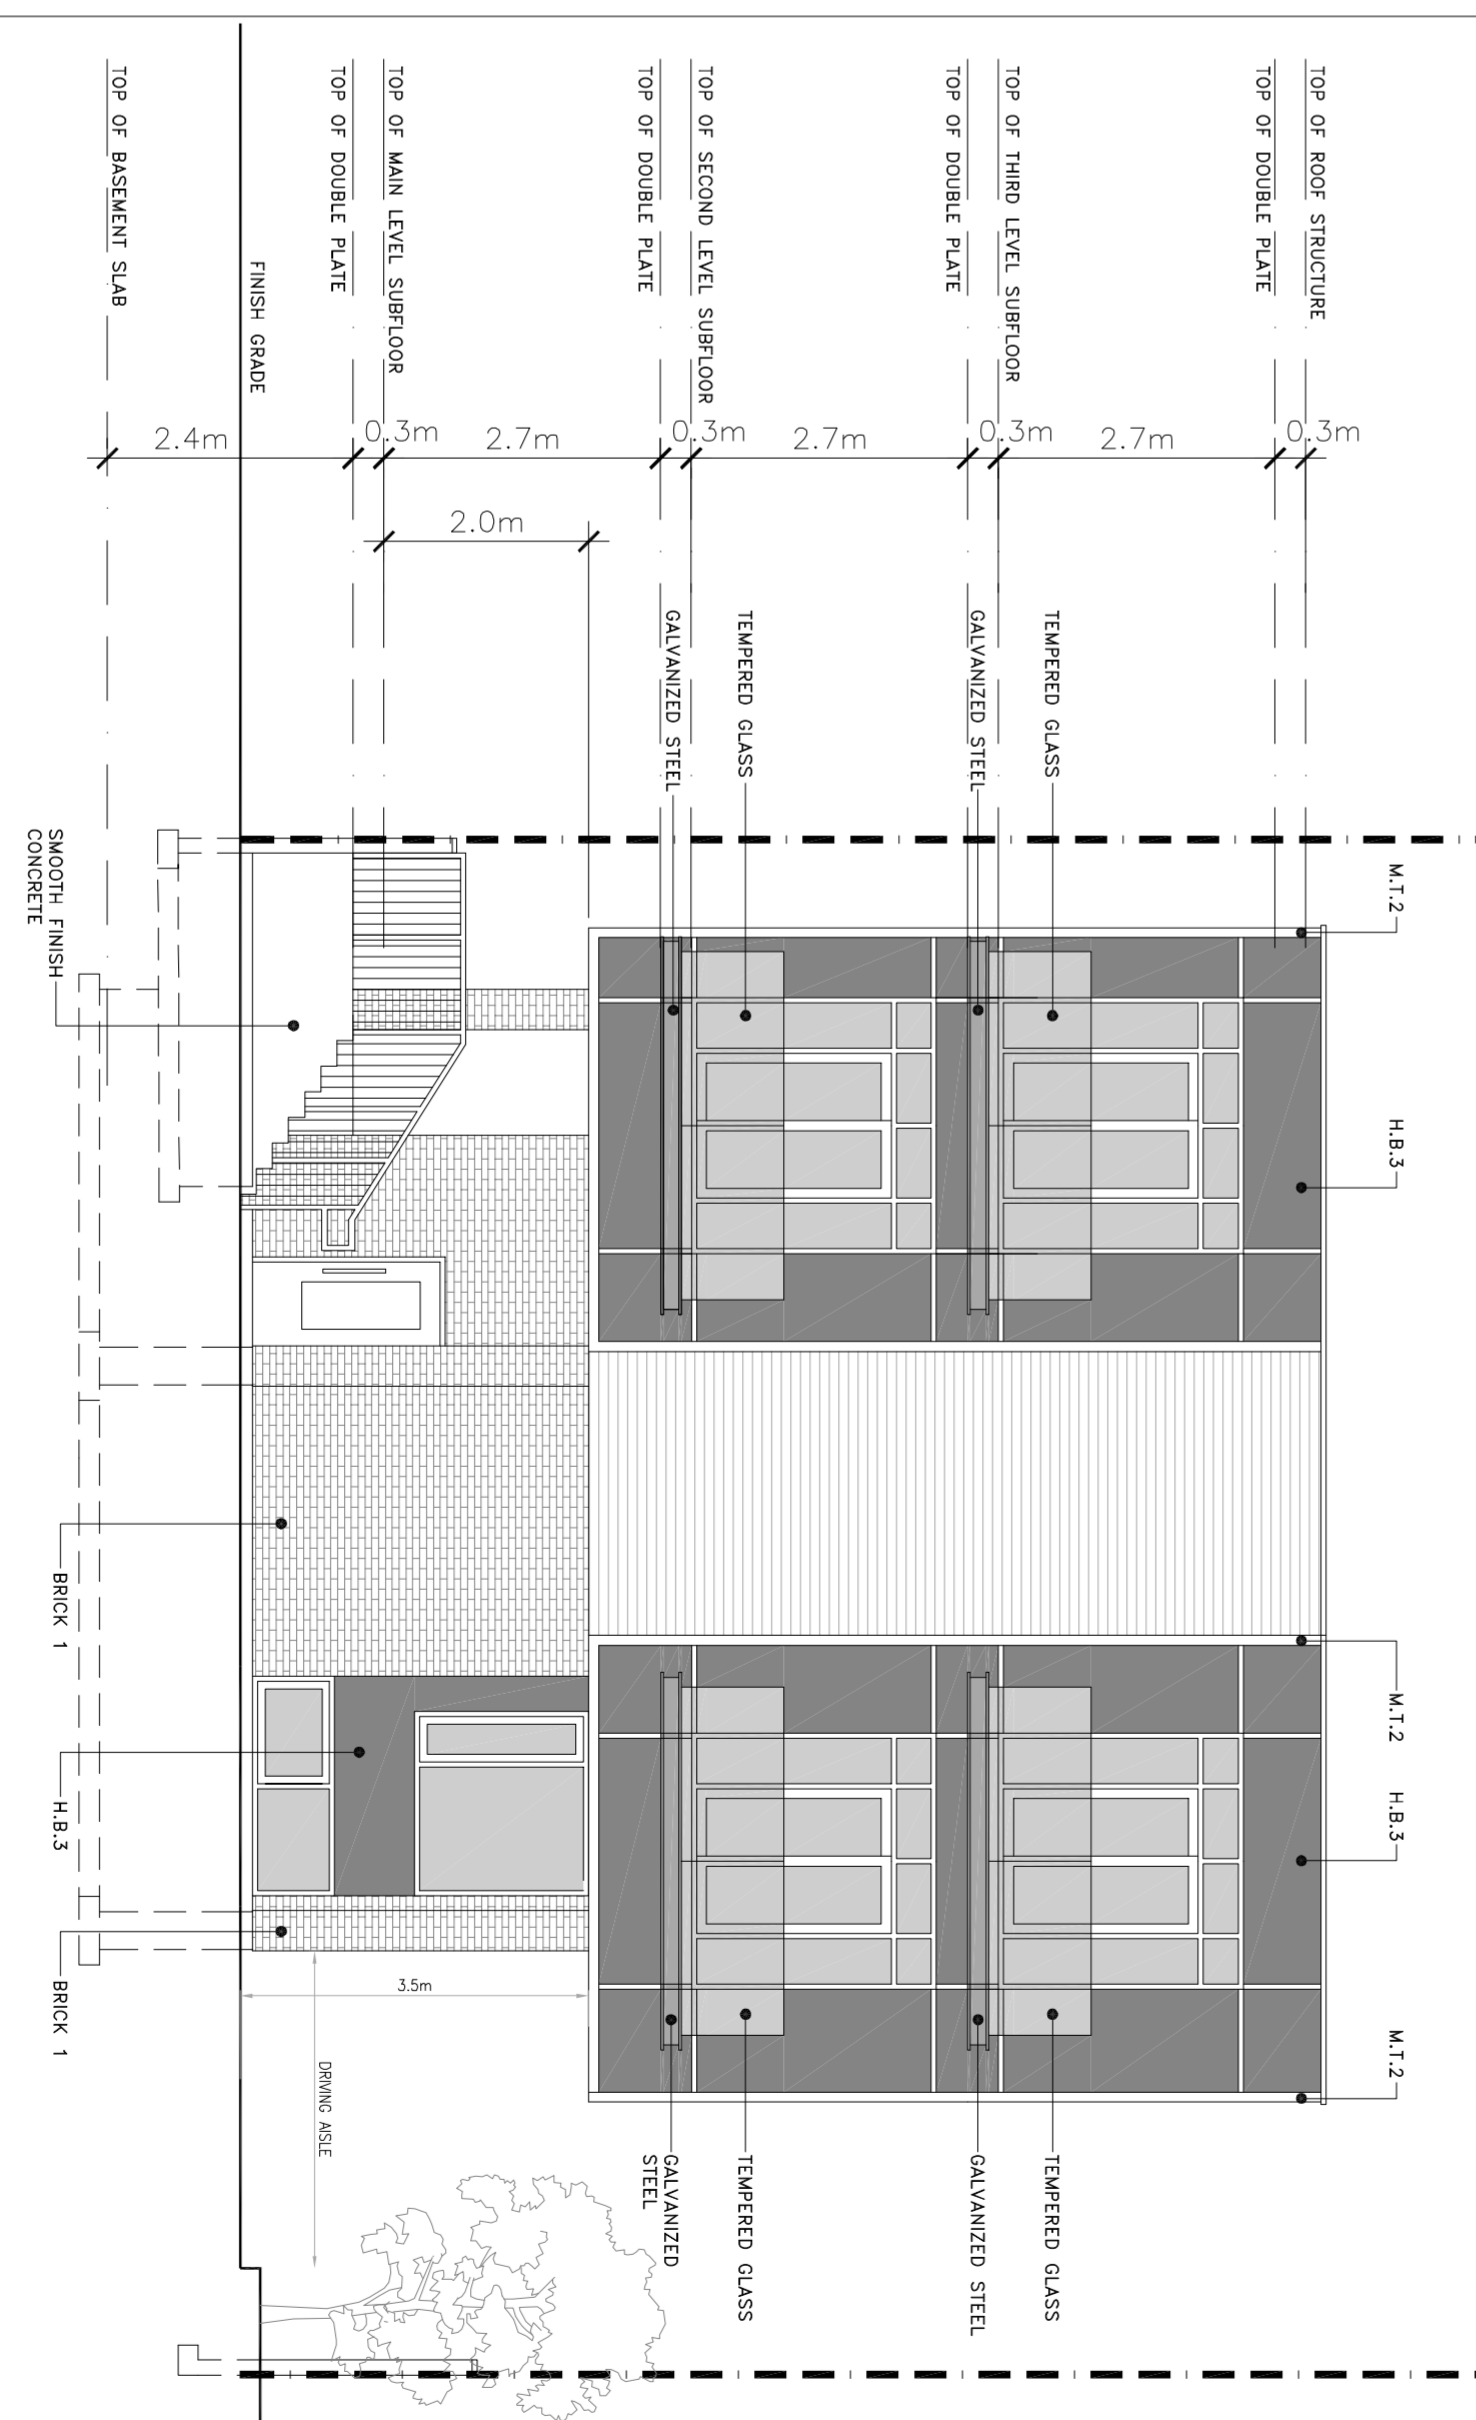 TOP OF ROOF STRUCTURE
TOP OF DOUBLE PLATE
TOP OF THIRD LEVEL SUBFLOOR
TOP OF DOUBLE PLATE
TOP OF SECOND LEVEL SUBFLOOR
TOP OF DOUBLE PLATE
TOP OF MAIN LEVEL SUBFLOOR
TOP OF DOUBLE PLATE
FINISH GRADE
TOP OF BASEMENT SLAB
0.3m
2.7m
0.3m
2.7m
0.3m
2.7m
0.3m
2.4m
2.0m
TEMPERED GLASS
GALVANIZED STEEL
TEMPERED GLASS
GALVANIZED STEEL
M.T.2
H.B.3
M.T.2
H.B.3
M.T.2
SMOOTH FINISH
CONCRETE
BRICK 1
H.B.3
BRICK 1
3.5m
DRIVING AISLE
TEMPERED GLASS
GALVANIZED STEEL
TEMPERED GLASS
GALVANIZED
STEEL